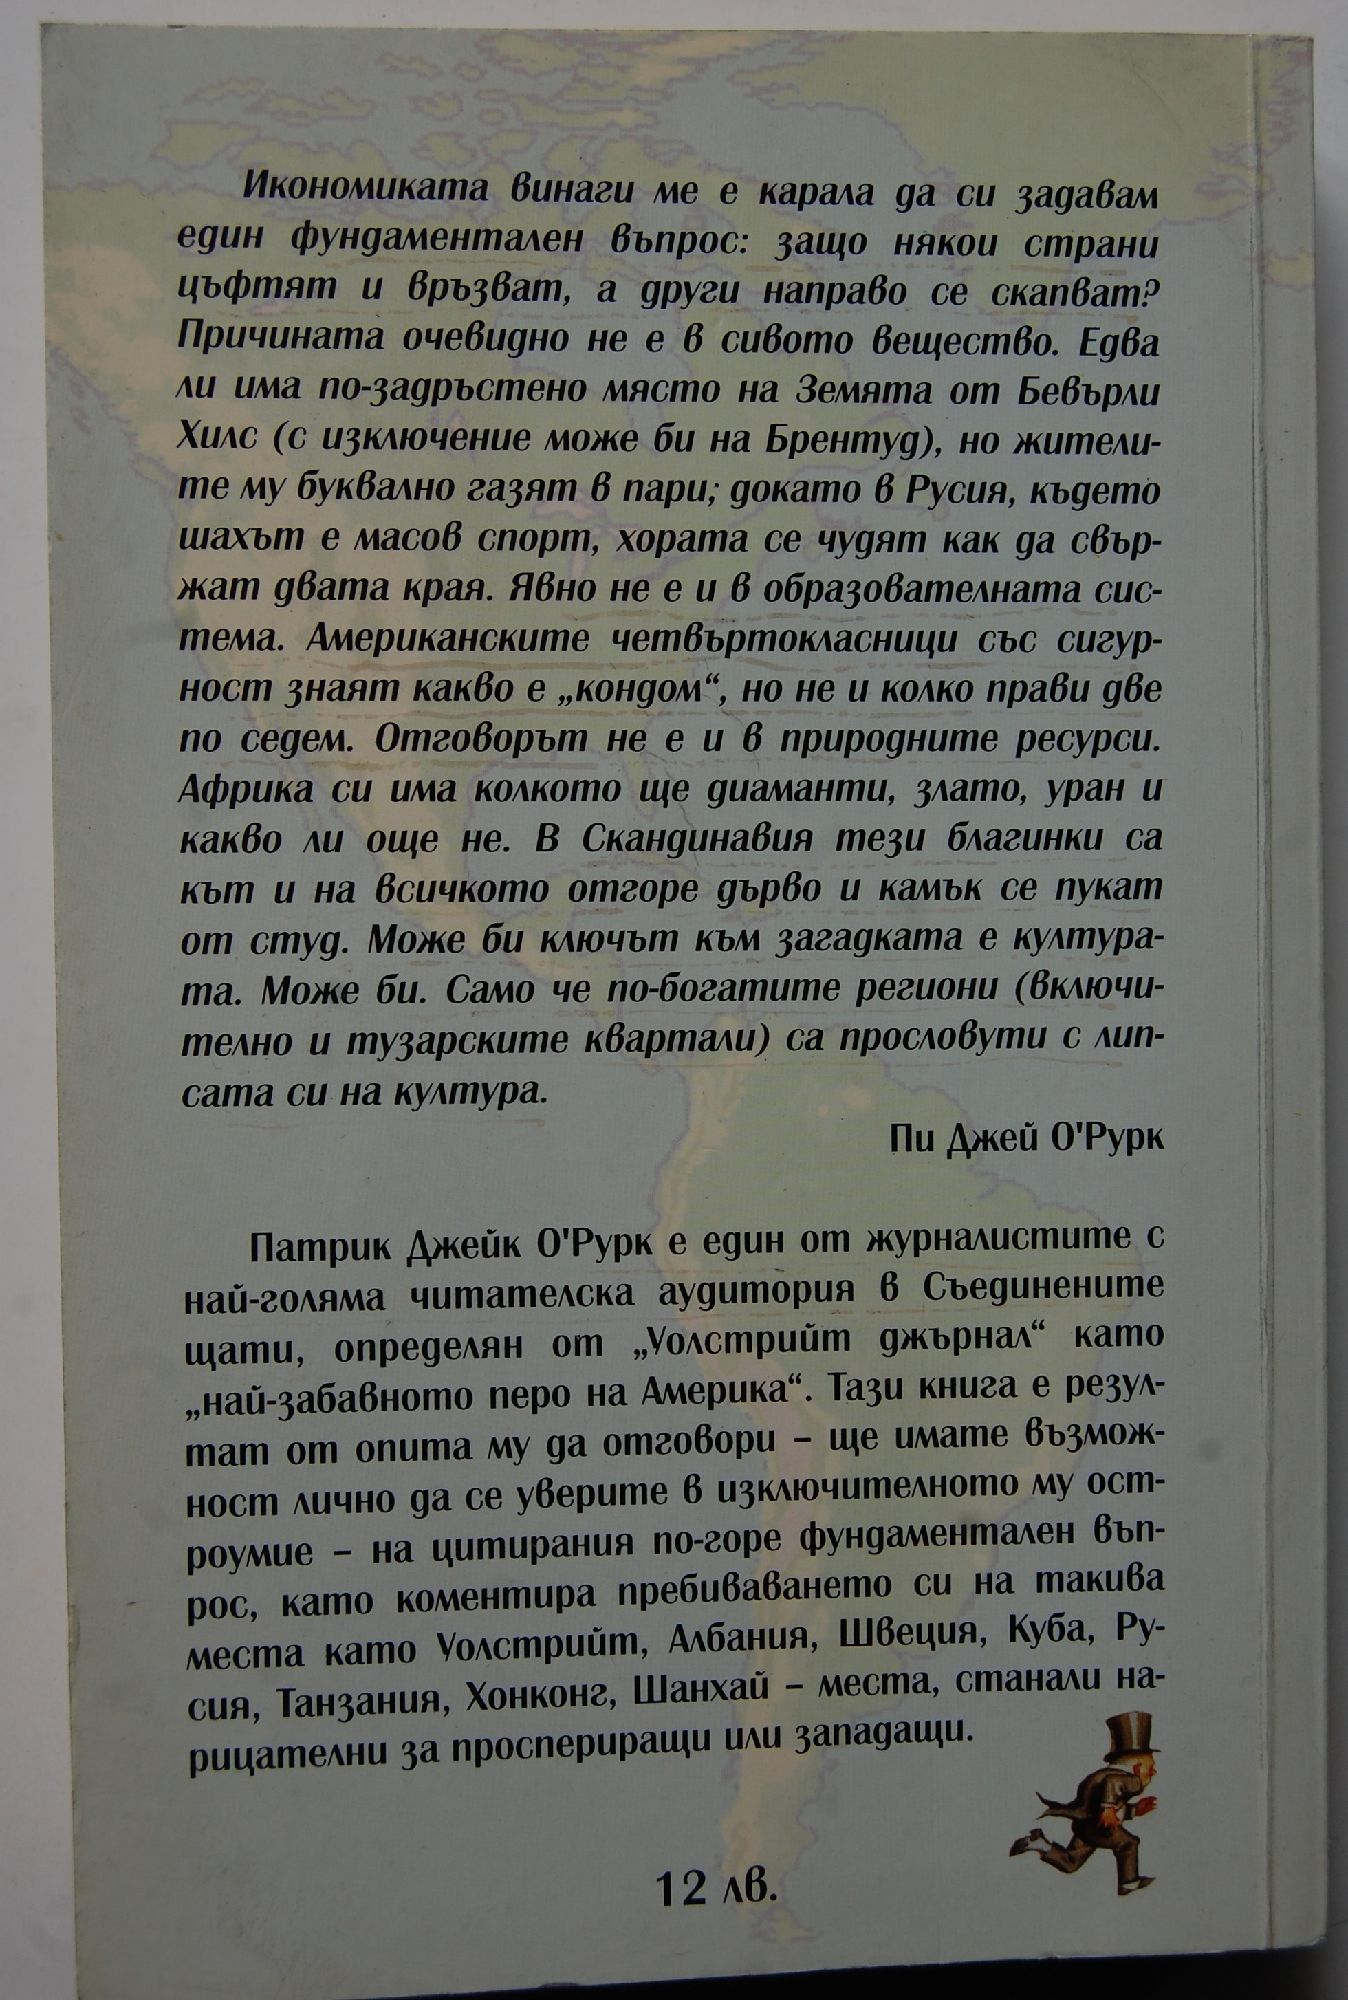 Икономиката винаги ме е карала да си задавам
един фундаментален въпрос: защо някои страни
цъфтят и връзват, а други направо се скапват?
Причината очевидно не е в сивото вещество. Едва
ли има по-задръстено място на Земята от Бевърли
Хилс (с изключение може би на Брентуд), но жители-
те му буквално газят в пари; докато в Русия, където
шахът е масов спорт, хората се чудят как да свър-
жат двата края. Явно не е и в образователната сис-
тема. Американските четвъртокласници със сигур-
ност знаят какво е „кондом“, но не и колко прави две
по седем. Отговорът не е и в природните ресурси.
Африка си има колкото ще диаманти, злато, уран и
какво ли още не. В Скандинавия тези благинки са
кът и на всичкото отгоре дърво и камък се пукат
от студ. Може би ключът към загадката е култура-
та. Може би. Само че по-богатите региони (включи-
телно и тузарските квартали) са прословути с лип-
сата си на култура.
Пи Джей О'Рурк
Патрик Джейк О'Рурк е един от журналистите с
най-голяма читателска аудитория в Съединените
щати, определян от „Уолстрийт джърнал“ като
„най-забавното перо на Америка“. Тази книга е резул-
тат от опита му да отговори – ще имате възмож-
ност лично да се уверите в изключителното му ост-
роумие – на цитирания по-горе фундаментален въп-
рос, като коментира пребиваването си на такива
места като Уолстрийт, Албания, Швеция, Куба, Ру-
сия, Танзания, Хонконг, Шанхай – места, станали на-
рицателни за проспериращи или западащи.
12 лв.